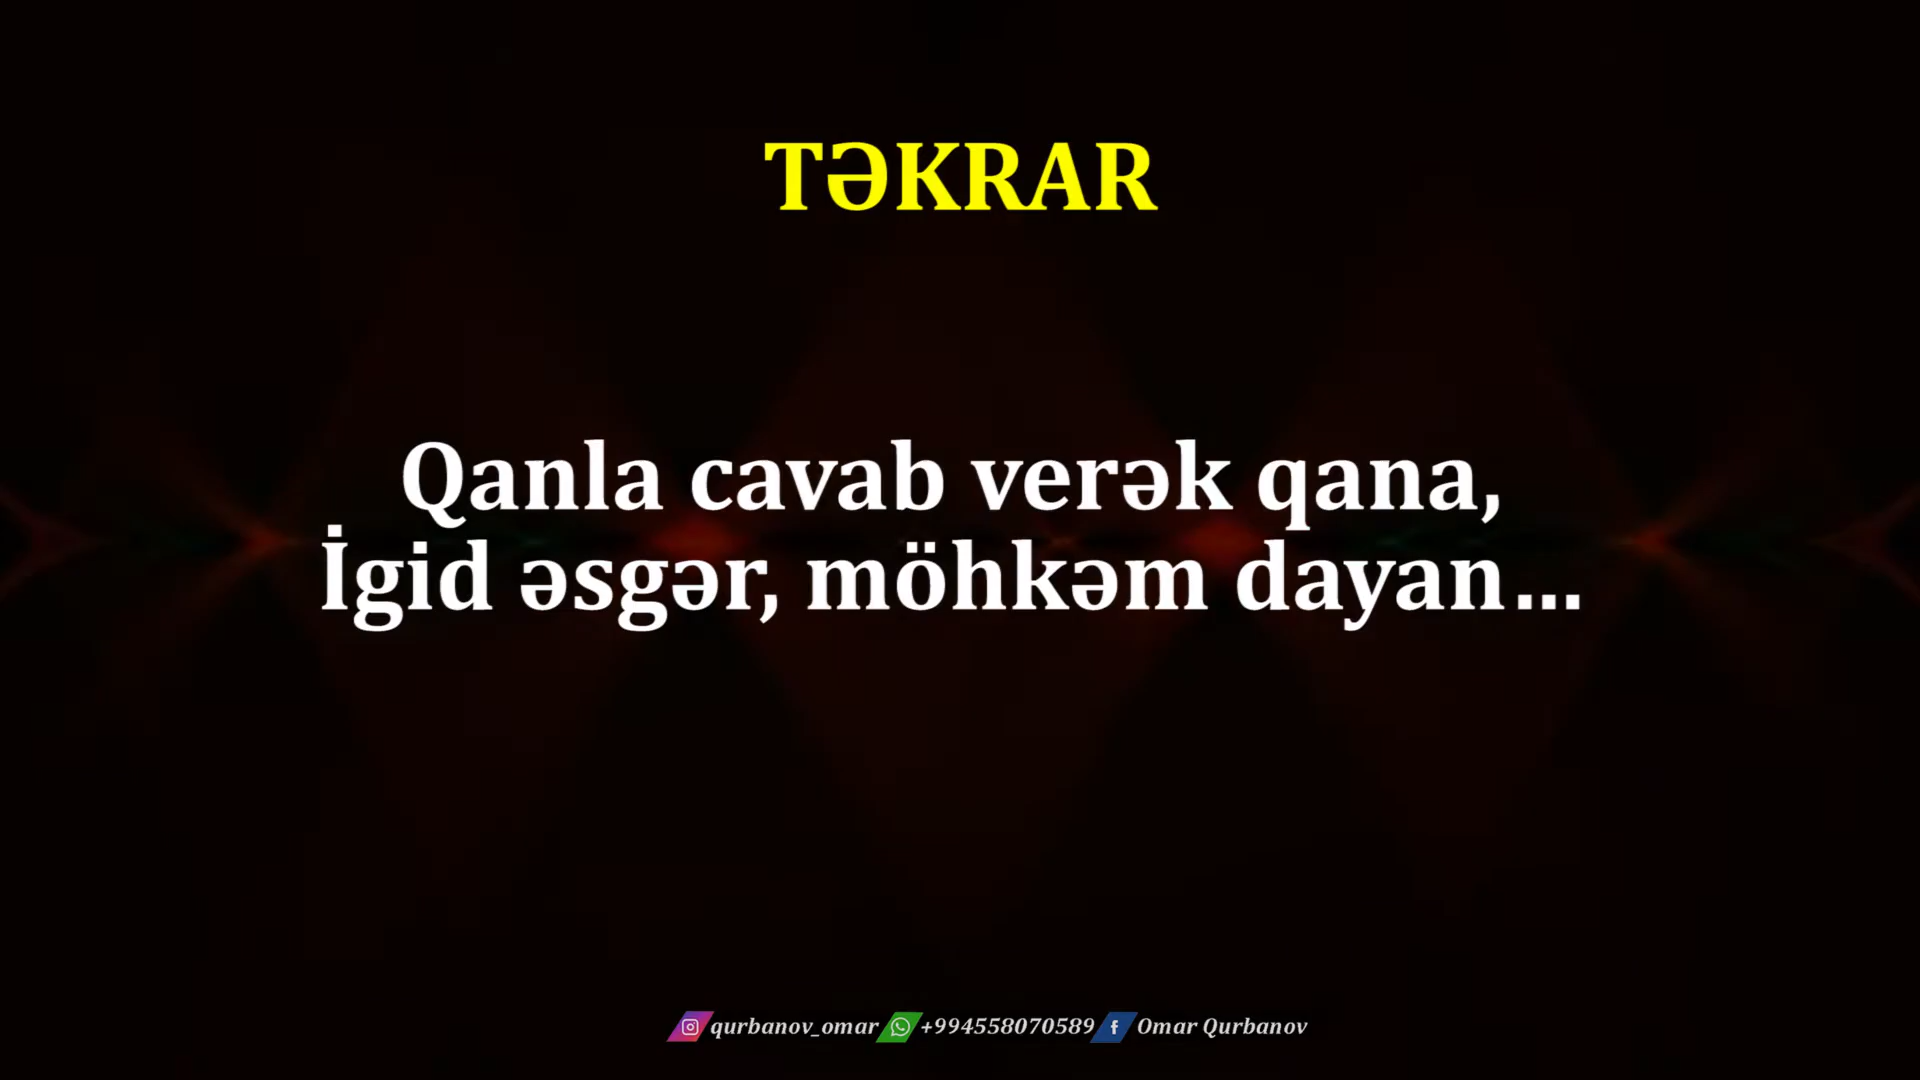 TƏKRAR
Qanla cavab verək qana,
İgid əsgər, möhkəm dayan...
qurbanov_omar +994558070589 Omar Qurbanov